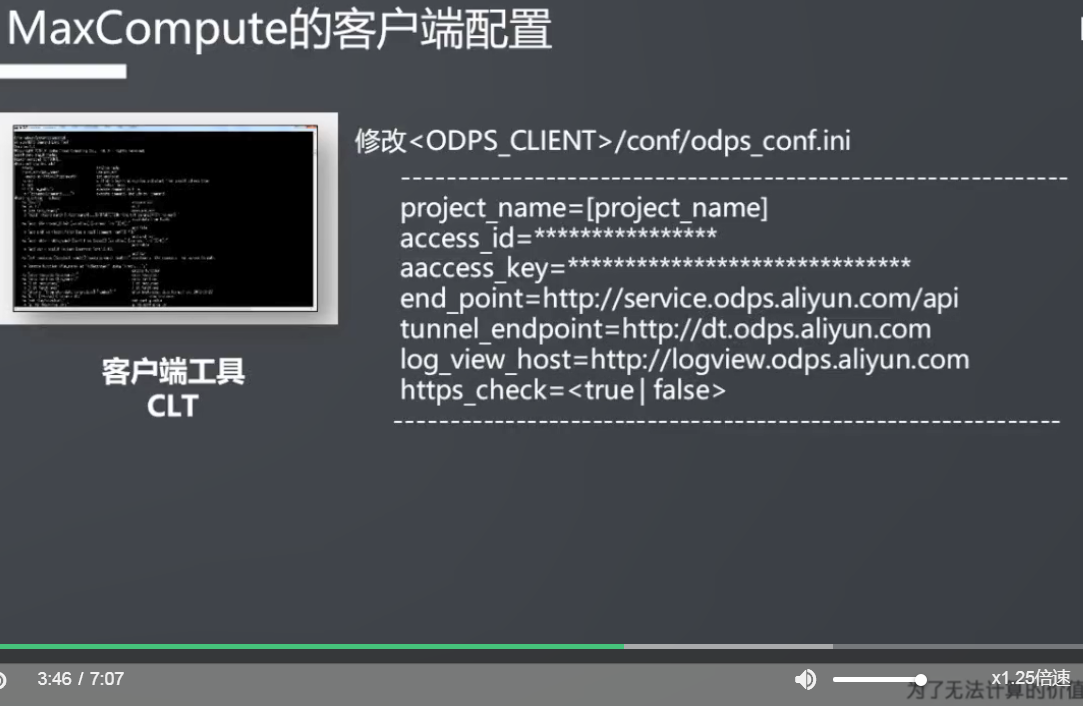 MaxCompute的客户端配置
修改<ODPS_CLIENT>/conf/odps_conf.ini
------------------------------------------------------------
project_name=[project_name]
access_id=****************
aaccess_key=******************************
end_point=http://service.odps.aliyun.com/api
tunnel_endpoint=http://dt.odps.aliyun.com
log_view_host=http://logview.odps.aliyun.com
https_check=<true|false>
------------------------------------------------------------
客户端工具
CLT
3:46 / 7:07
x1.25倍速
为了无法计算的价值